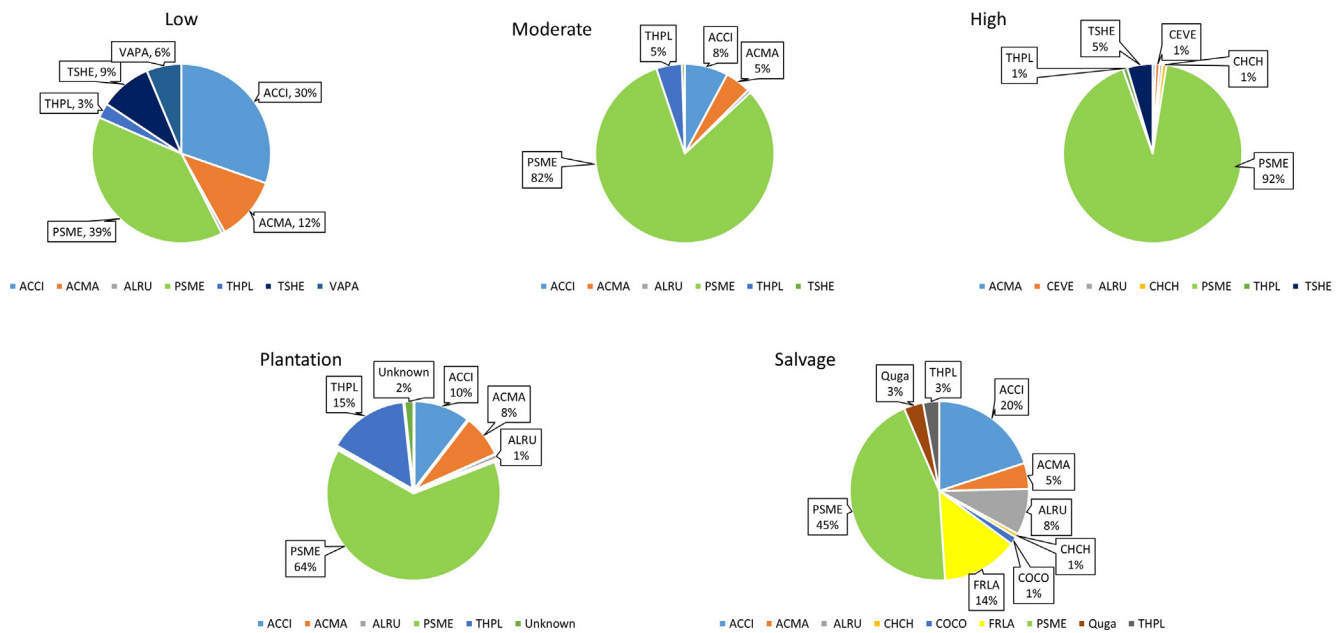 Low
VAPA, 6%
TSHE, 9%
THPL, 3%
ACCI, 30%
PSME, 39%
ACMA, 12%
ACCI ACMA ALRU PSME THPL TSHE VAPA
Moderate
THPL
5%
ACCI
8%
ACMA
5%
PSME
82%
ACCI ACMA ALRU PSME THPL TSHE
High
THPL
1%
TSHE
5%
CEVE
1%
CHCH
1%
PSME
92%
ACMA CEVE ALRU CHCH PSME THPL TSHE
Plantation
THPL
15%
Unknown
2%
ACCI
10%
ACMA
8%
ALRU
1%
PSME
64%
ACCI ACMA ALRU PSME THPL Unknown
Salvage
Quga
3%
THPL
3%
ACCI
20%
ACMA
5%
ALRU
8%
CHCH
1%
COCO
1%
FRLA
14%
PSME
45%
ACCI ACMA ALRU CHCH COCO FRLA PSME Quga THPL